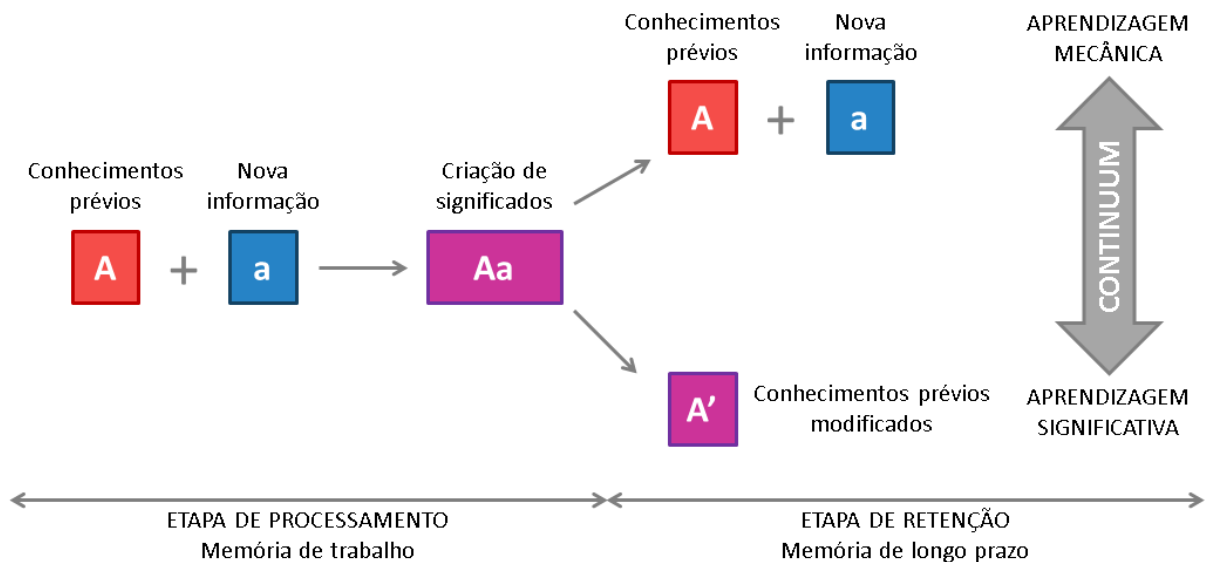 Conhecimentos
prévios
A
+
Nova
informação
a
Criação de
significados
Aa
Conhecimentos
prévios
A
+
Nova
informação
a
A’
Conhecimentos prévios
modificados
APRENDIZAGEM
MECÂNICA
CONTINUUM
APRENDIZAGEM
SIGNIFICATIVA
ETAPA DE PROCESSAMENTO
Memória de trabalho
ETAPA DE RETENÇÃO
Memória de longo prazo